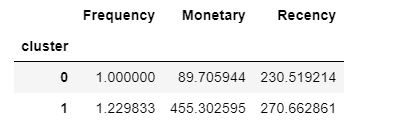 Frequency Monetary Recency
cluster
0 1.000000 89.705944 230.519214
1 1.229833 455.302595 270.662861